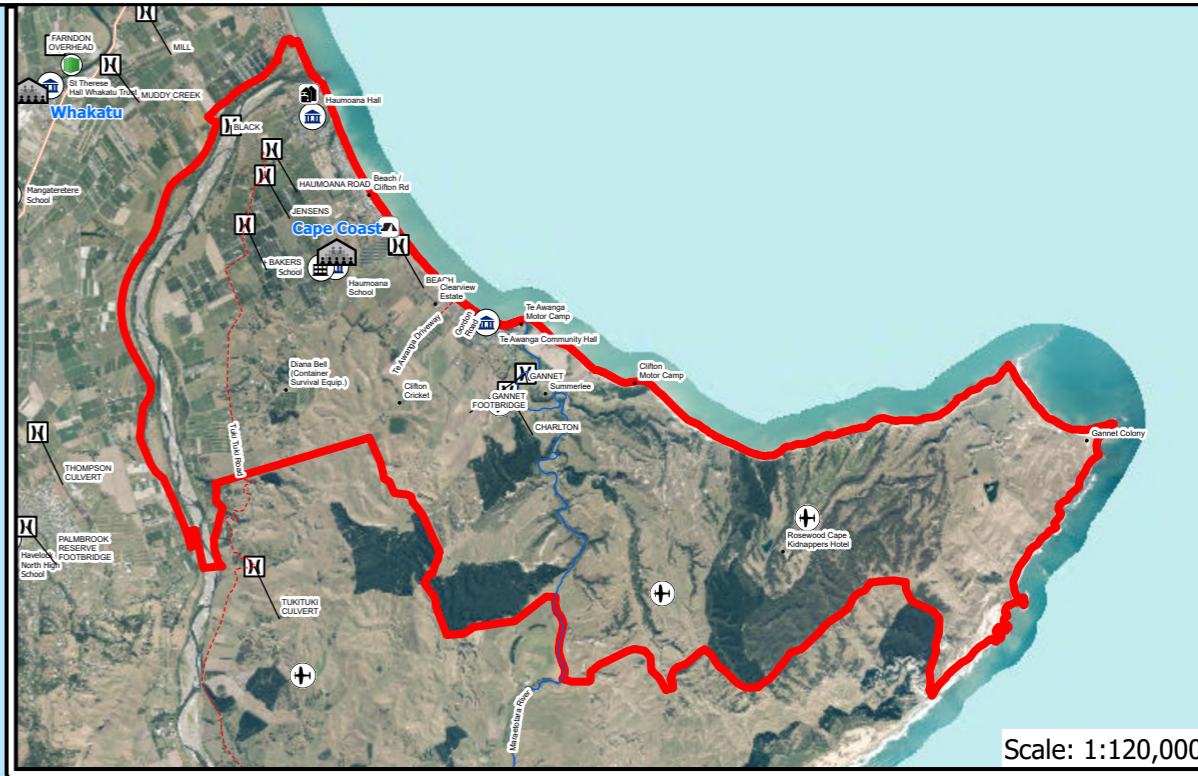 FARNDON
OVERHEAD
MILL
St Therese
Hall Whakatu Trust
MUDDY CREEK
Whakatu
Haumoana Hall
BLACK
Mangateretere
School
HAUMOANA ROAD
Beach /
Clifton Rd
JENSENS
Cape Coast
BAKERS
School
Haumoana
School
BEACH
Clearview
Estate
Te Awanga Driveway
Gordon
Road
Te Awanga
Motor Camp
Te Awanga Community Hall
Diana Bell
(Container
Survival Equip.)
Clifton
Cricket
GANNET
Summerlee
GANNET
FOOTBRIDGE
CHARLTON
Clifton
Motor Camp
Gannet Colony
Tuki Tuki Road
THOMPSON
CULVERT
PALMBROOK
RESERVE
FOOTBRIDGE
Havelock
North High
School
Rosewood Cape
Kidnappers Hotel
TUKITUKI
CULVERT
Maraetotara River
Scale: 1:120,000